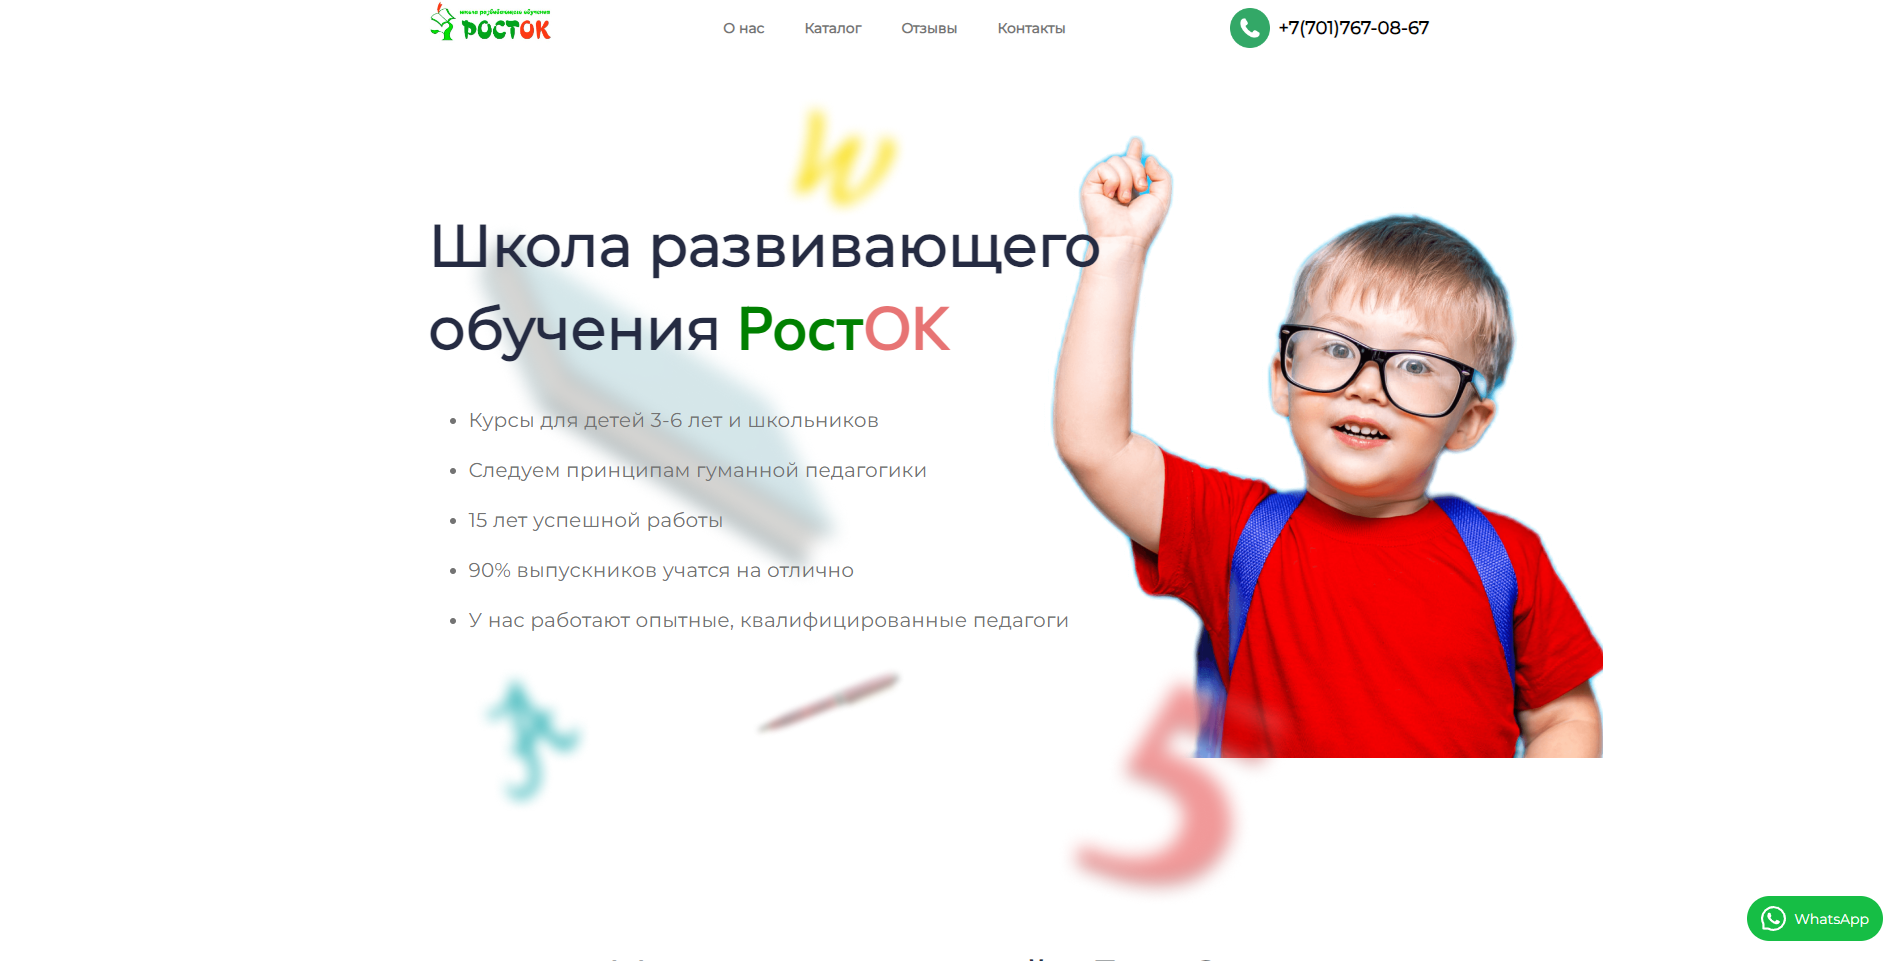 школа развивающего обучения
РОСТОК
О нас
Каталог
Отзывы
Контакты
+7(701)767-08-67
Школа развивающего
обучения РостОК
Курсы для детей 3-6 лет и школьников
Следуем принципам гуманной педагогики
15 лет успешной работы
90% выпускников учатся на отлично
У нас работают опытные, квалифицированные педагоги
5
WhatsApp